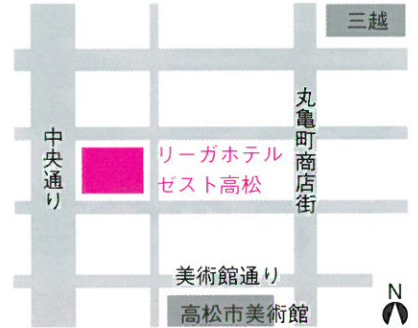 三越
丸亀町商店街
中央通り
リーガホテル
ゼスト高松
美術館通り
高松市美術館
N